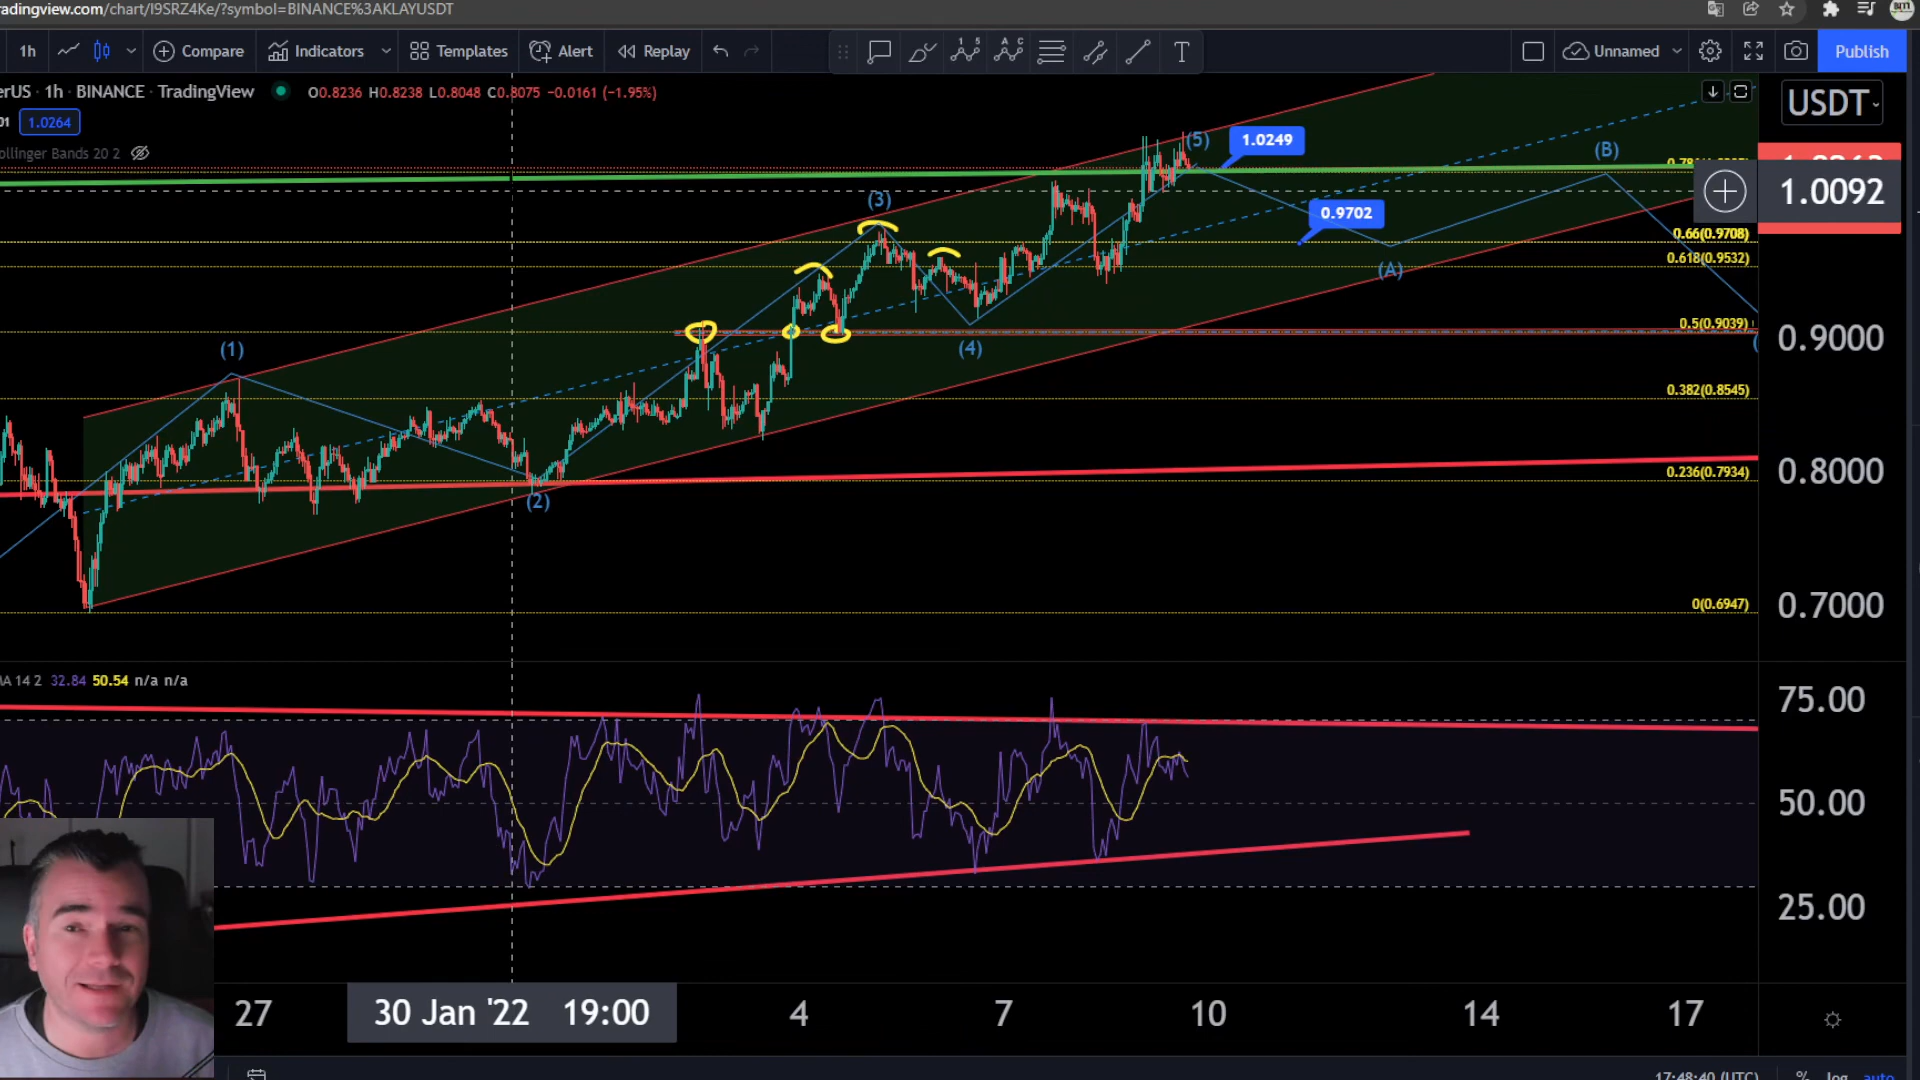 radingview.com/chart/I9SRZ4Ke/?symbol=BINANCE%3AKLAYUSDT
1h Compare Indicators Templates Alert Replay Unnamed Publish
erUS · 1h · BINANCE · TradingView O0.8236 H0.8238 L0.8048 C0.8075 −0.0161 (−1.95%)
USDT
01 1.0264
ollinger Bands 20 2
(5) 1.0249
(B)
1.0092
(3)
0.9702
0.66(0.9708)
0.618(0.9532)
(A)
0.5(0.9039)
0.9000
(1)
(4)
0.382(0.8545)
0.8000
0.236(0.7934)
(2)
0(0.6947)
0.7000
MA 14 2 32.84 50.54 n/a n/a
75.00
50.00
25.00
27 30 Jan '22 19:00 4 7 10 14 17
17:48:40 (UTC) % log auto